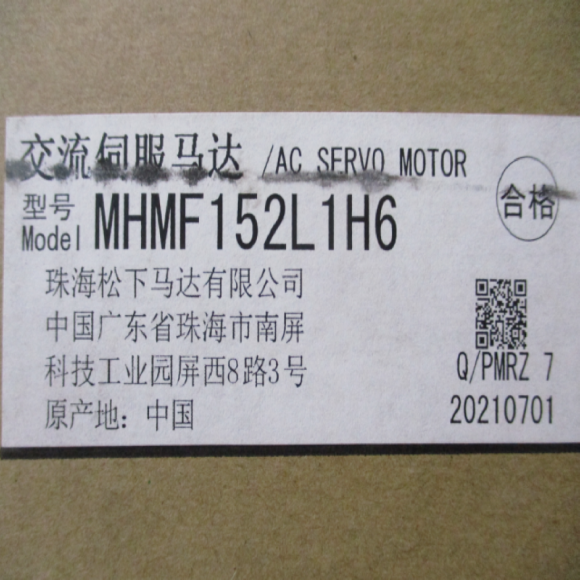 交流伺服马达 /AC SERVO MOTOR
型号
Model MHMF152L1H6
合格
珠海松下马达有限公司
中国广东省珠海市南屏
科技工业园屏西8路3号
原产地：中国
Q/PMRZ 7
20210701